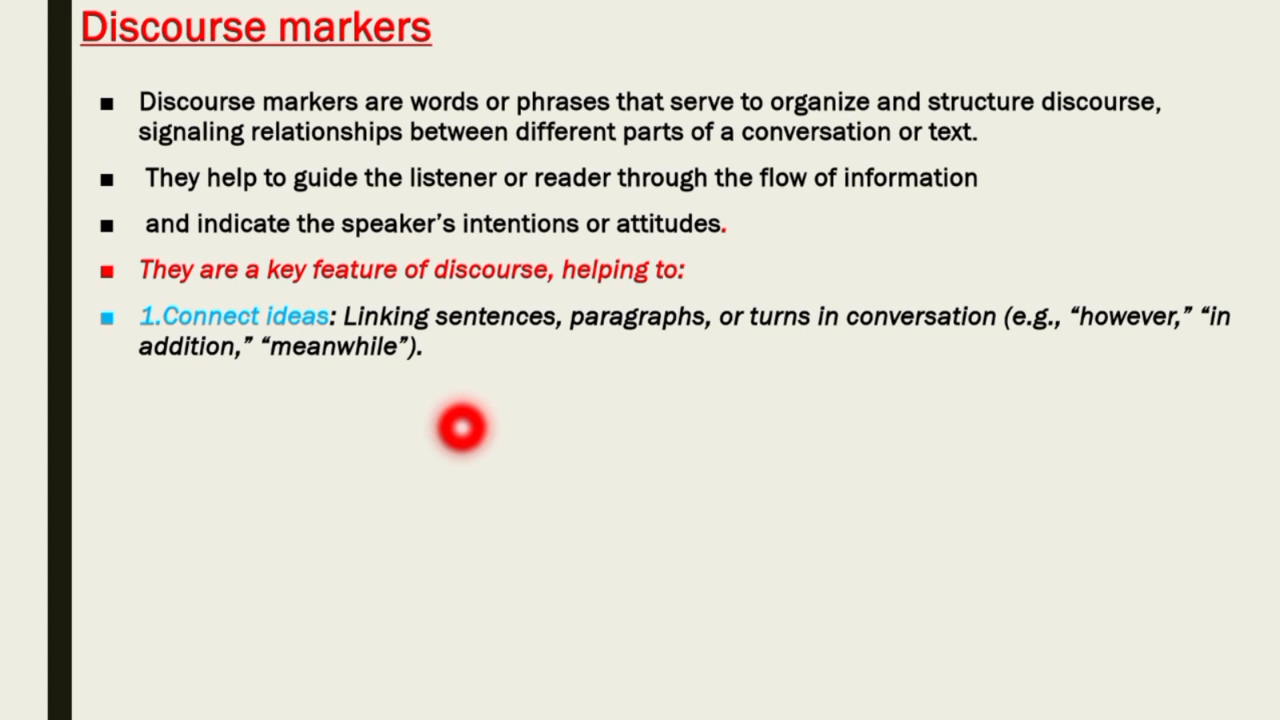 Discourse markers
▪ Discourse markers are words or phrases that serve to organize and structure discourse,
signaling relationships between different parts of a conversation or text.
▪ They help to guide the listener or reader through the flow of information
▪ and indicate the speaker’s intentions or attitudes.
▪ They are a key feature of discourse, helping to:
▪ 1.Connect ideas: Linking sentences, paragraphs, or turns in conversation (e.g., “however,” “in
addition,” “meanwhile”).